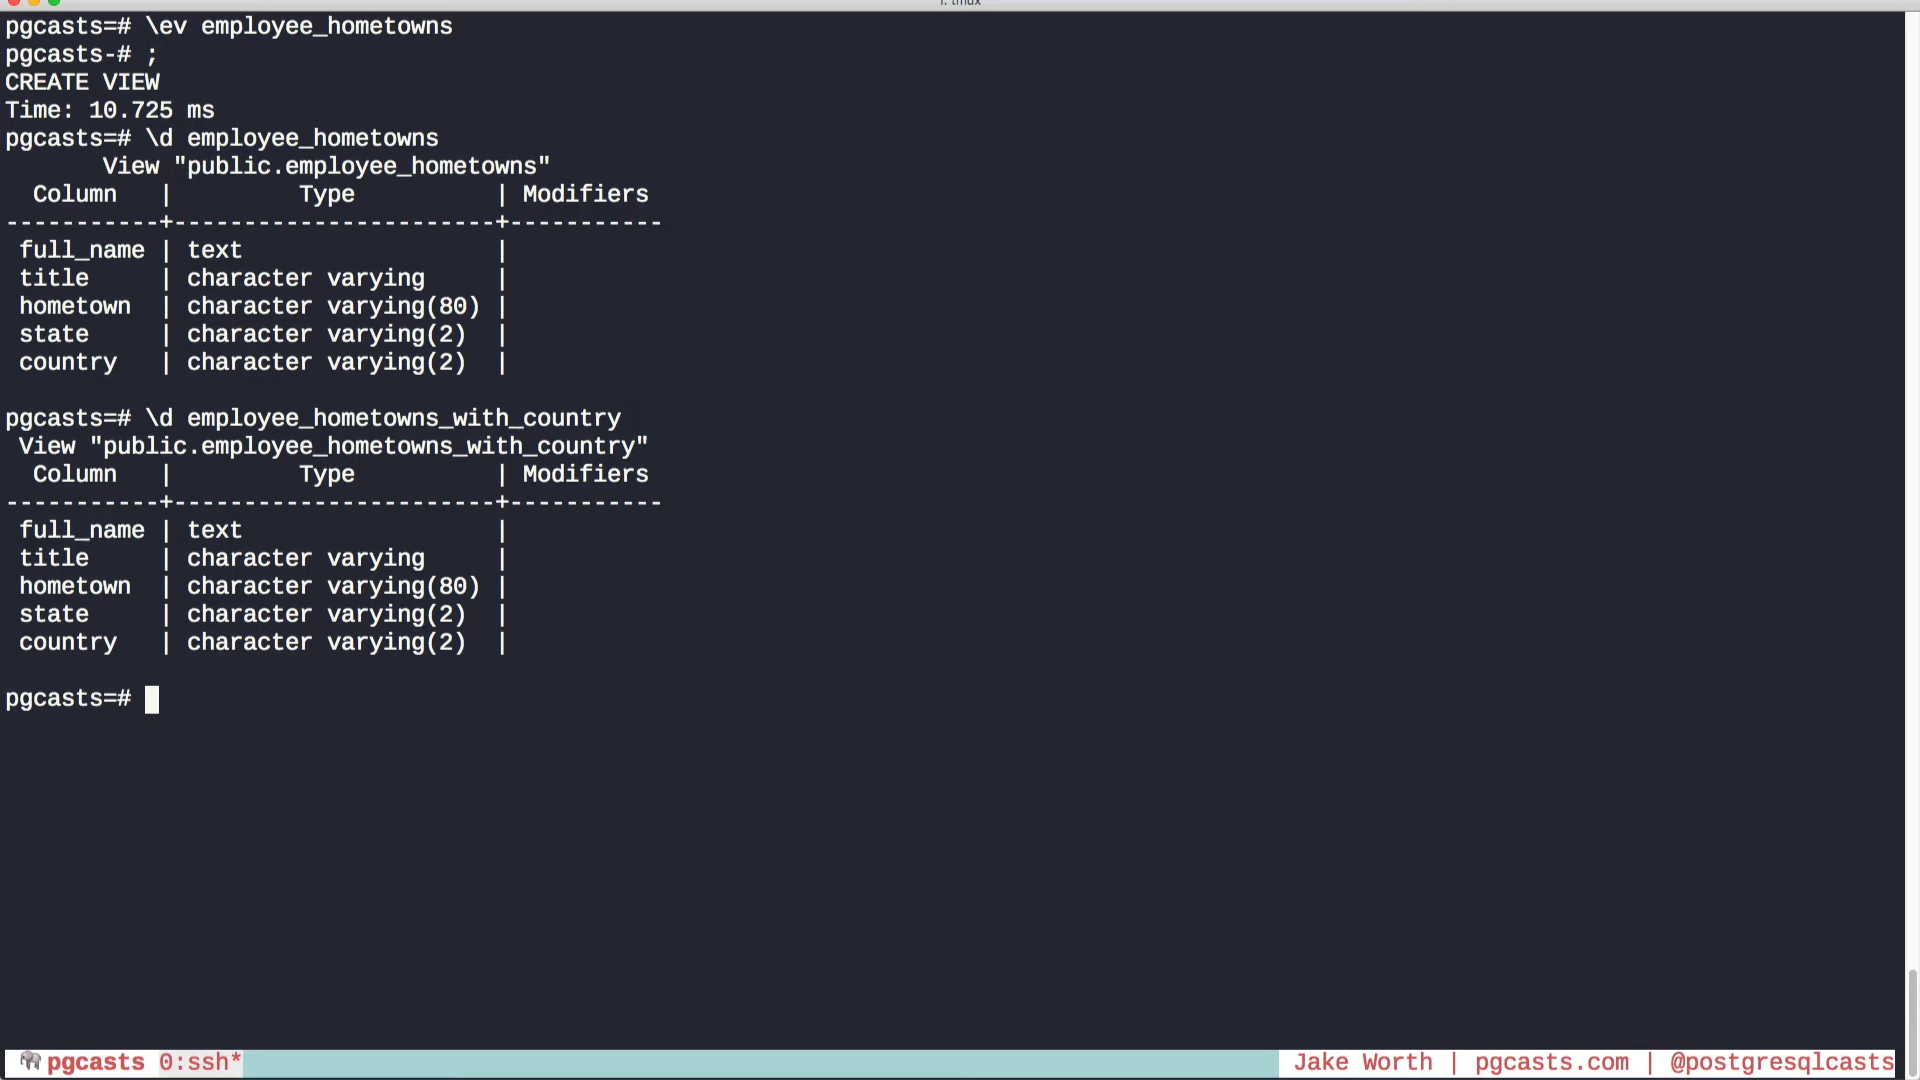 1. tmux
pgcasts=# \ev employee_hometowns
pgcasts-# ;
CREATE VIEW
Time: 10.725 ms
pgcasts=# \d employee_hometowns
       View "public.employee_hometowns"
  Column   |         Type          | Modifiers
-----------+-----------------------+-----------
 full_name | text                  |
 title     | character varying     |
 hometown  | character varying(80) |
 state     | character varying(2)  |
 country   | character varying(2)  |
pgcasts=# \d employee_hometowns_with_country
 View "public.employee_hometowns_with_country"
  Column   |         Type          | Modifiers
-----------+-----------------------+-----------
 full_name | text                  |
 title     | character varying     |
 hometown  | character varying(80) |
 state     | character varying(2)  |
 country   | character varying(2)  |
pgcasts=#
pgcasts 0:ssh* Jake Worth | pgcasts.com | @postgresqlcasts